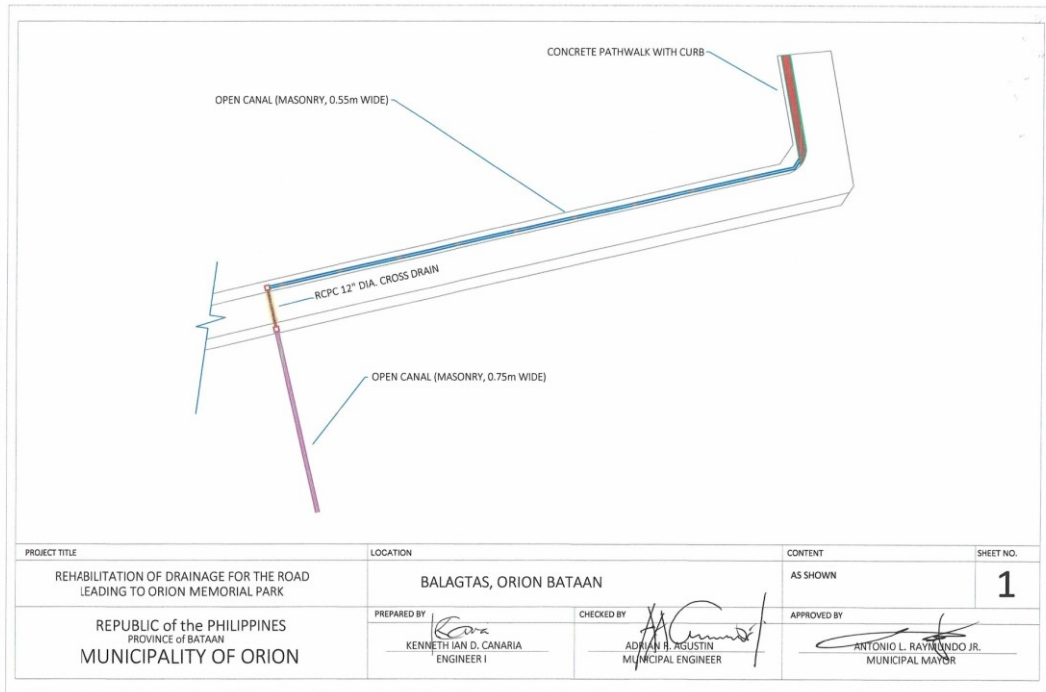 CONCRETE PATHWALK WITH CURB
OPEN CANAL (MASONRY, 0.55m WIDE)
RCPC 12" DIA. CROSS DRAIN
OPEN CANAL (MASONRY, 0.75m WIDE)
PROJECT TITLE
REHABILITATION OF DRAINAGE FOR THE ROAD
LEADING TO ORION MEMORIAL PARK
LOCATION
BALAGTAS, ORION BATAAN
CONTENT
AS SHOWN
SHEET NO.
1
REPUBLIC of the PHILIPPINES
PROVINCE of BATAAN
MUNICIPALITY OF ORION
PREPARED BY
KENNETH IAN D. CANARIA
ENGINEER I
CHECKED BY
ADRIAN R. AGUSTIN
MUNICIPAL ENGINEER
APPROVED BY
ANTONIO L. RAYMUNDO JR.
MUNICIPAL MAYOR